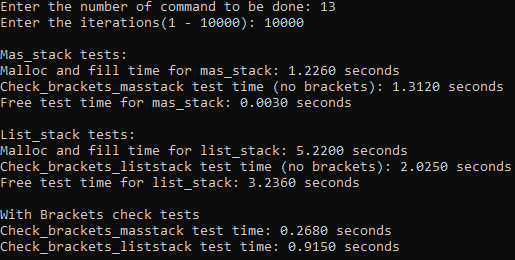 Enter the number of command to be done: 13
Enter the iterations(1 - 10000): 10000
Mas_stack tests:
Malloc and fill time for mas_stack: 1.2260 seconds
Check_brackets_masstack test time (no brackets): 1.3120 seconds
Free test time for mas_stack: 0.0030 seconds
List_stack tests:
Malloc and fill time for list_stack: 5.2200 seconds
Check_brackets_liststack test time (no brackets): 2.0250 seconds
Free test time for list_stack: 3.2360 seconds
With Brackets check tests
Check_brackets_masstack test time: 0.2680 seconds
Check_brackets_liststack test time: 0.9150 seconds